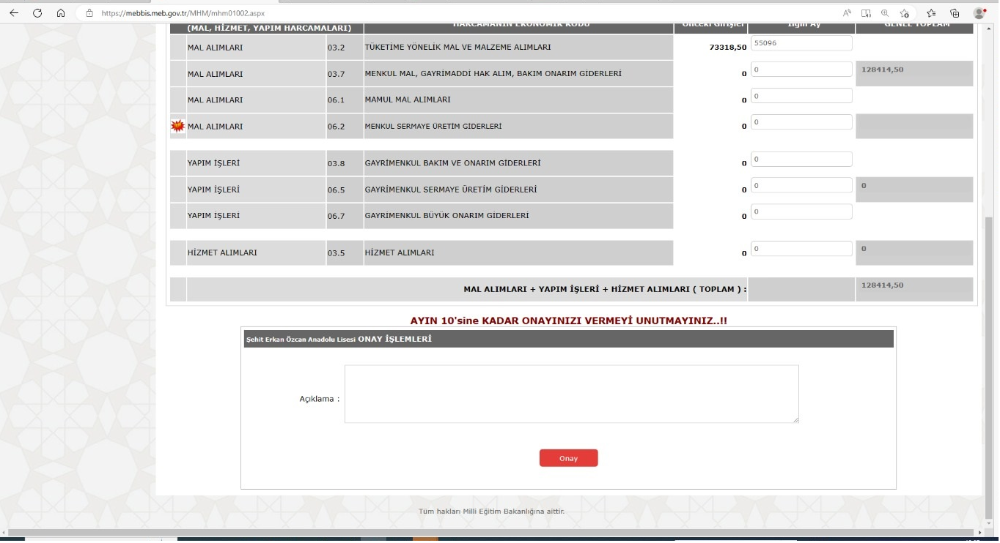 https://mebbis.meb.gov.tr/MHM/mhm01002.aspx
(MAL, HİZMET, YAPIM HARCAMALARI) HARCAMANIN EKONOMİK KODU Önceki Girişler İlgili Ay GENEL TOPLAM
MAL ALIMLARI 03.2 TÜKETİME YÖNELİK MAL VE MALZEME ALIMLARI 73318,50 55096
MAL ALIMLARI 03.7 MENKUL MAL, GAYRİMADDİ HAK ALIM, BAKIM ONARIM GİDERLERİ 0 0 128414,50
MAL ALIMLARI 06.1 MAMUL MAL ALIMLARI 0 0
MAL ALIMLARI 06.2 MENKUL SERMAYE ÜRETİM GİDERLERİ 0 0
YAPIM İŞLERİ 03.8 GAYRİMENKUL BAKIM VE ONARIM GİDERLERİ 0 0
YAPIM İŞLERİ 06.5 GAYRİMENKUL SERMAYE ÜRETİM GİDERLERİ 0 0 0
YAPIM İŞLERİ 06.7 GAYRİMENKUL BÜYÜK ONARIM GİDERLERİ 0 0
HİZMET ALIMLARI 03.5 HİZMET ALIMLARI 0 0 0
MAL ALIMLARI + YAPIM İŞLERİ + HİZMET ALIMLARI ( TOPLAM ) : 128414,50
AYIN 10'sine KADAR ONAYINIZI VERMEYİ UNUTMAYINIZ..!!
Şehit Erkan Özcan Anadolu Lisesi ONAY İŞLEMLERİ
Açıklama :
Onay
Tüm hakları Milli Eğitim Bakanlığına aittir.